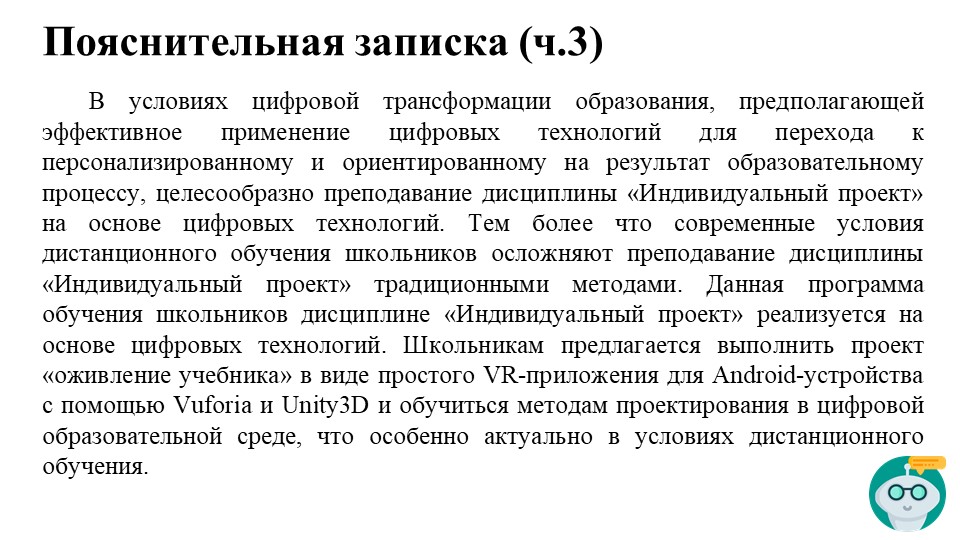 Пояснительная записка (ч.3)
В условиях цифровой трансформации образования, предполагающей
эффективное применение цифровых технологий для перехода к
персонализированному и ориентированному на результат образовательному
процессу, целесообразно преподавание дисциплины «Индивидуальный проект»
на основе цифровых технологий. Тем более что современные условия
дистанционного обучения школьников осложняют преподавание дисциплины
«Индивидуальный проект» традиционными методами. Данная программа
обучения школьников дисциплине «Индивидуальный проект» реализуется на
основе цифровых технологий. Школьникам предлагается выполнить проект
«оживление учебника» в виде простого VR-приложения для Android-устройства
с помощью Vuforia и Unity3D и обучиться методам проектирования в цифровой
образовательной среде, что особенно актуально в условиях дистанционного
обучения.